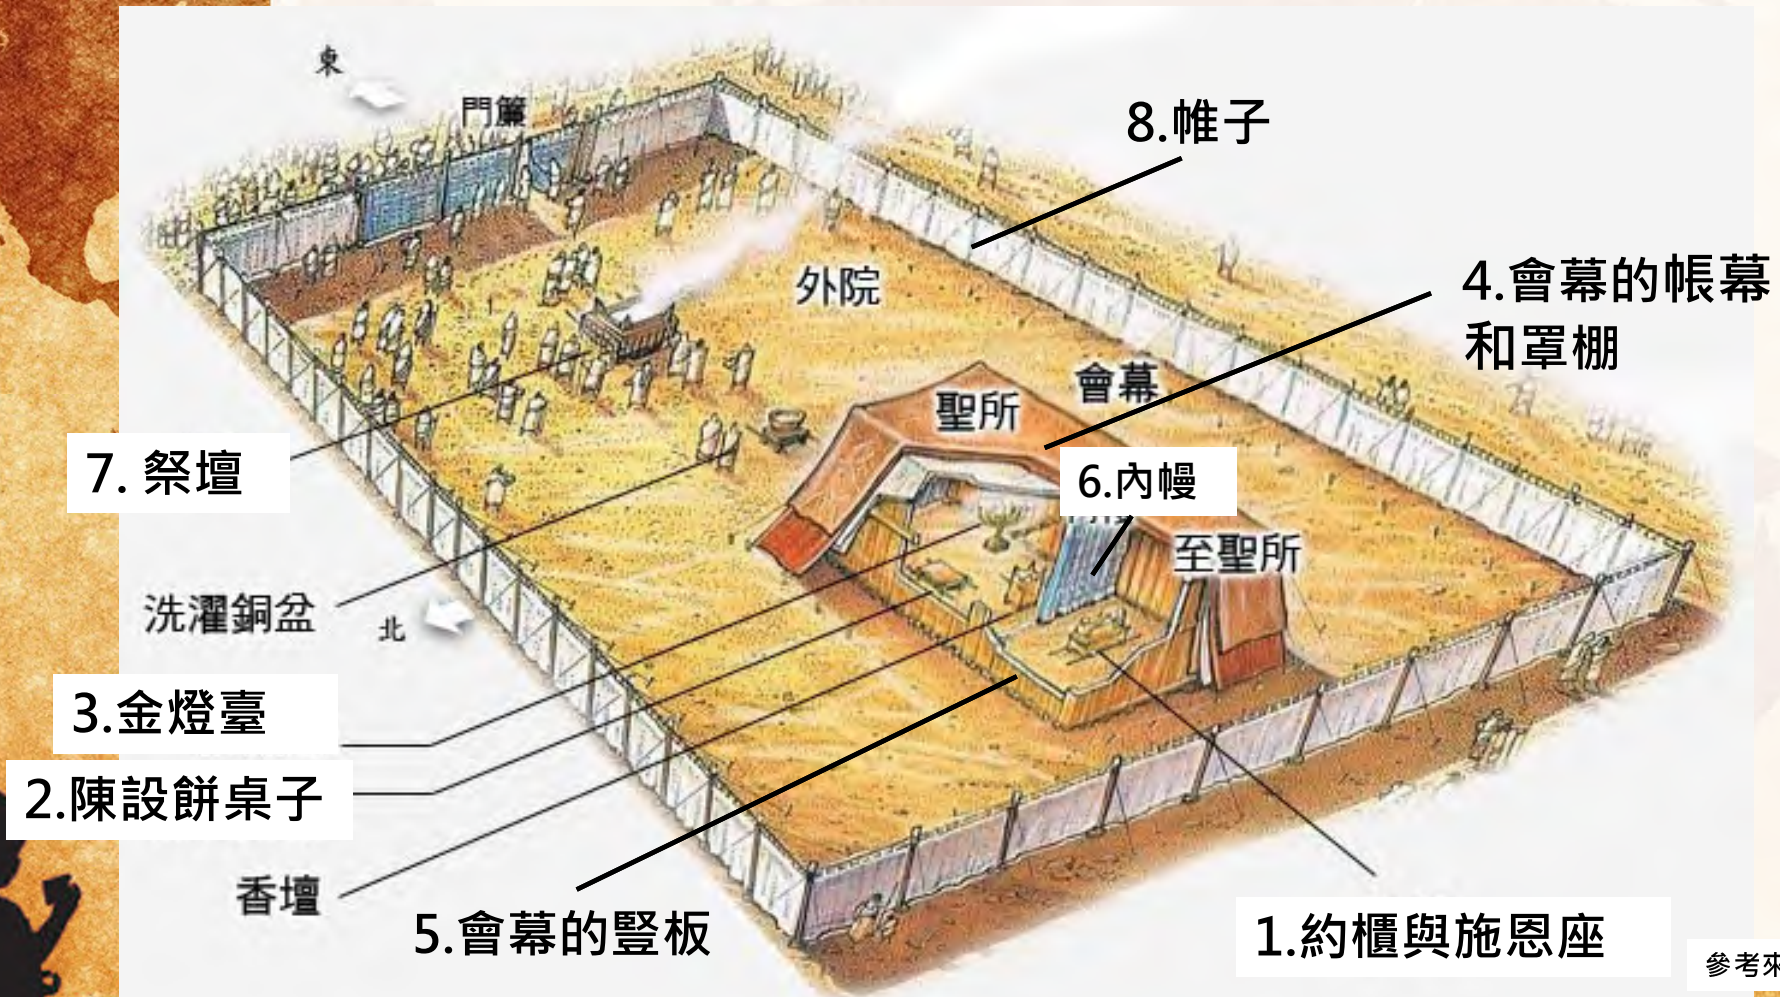 東
門簾
8.帷子
外院
4.會幕的帳幕
和罩棚
會幕
聖所
7. 祭壇
6.內幔
至聖所
洗濯銅盆
北
3.金燈臺
2.陳設餅桌子
香壇
5.會幕的豎板
1.約櫃與施恩座
參考來